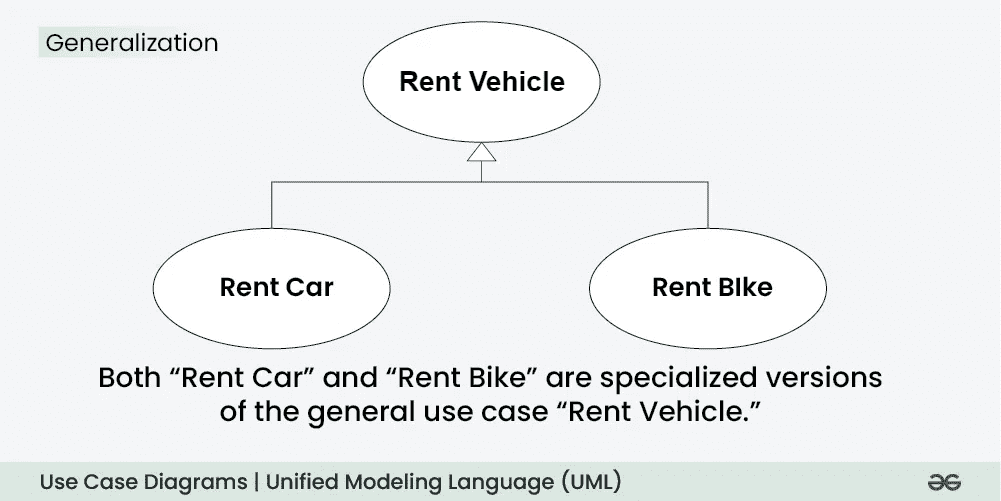 Generalization
Rent Vehicle
Rent Car
Rent BIke
Both “Rent Car” and “Rent Bike” are specialized versions
of the general use case “Rent Vehicle.”
Use Case Diagrams | Unified Modeling Language (UML)